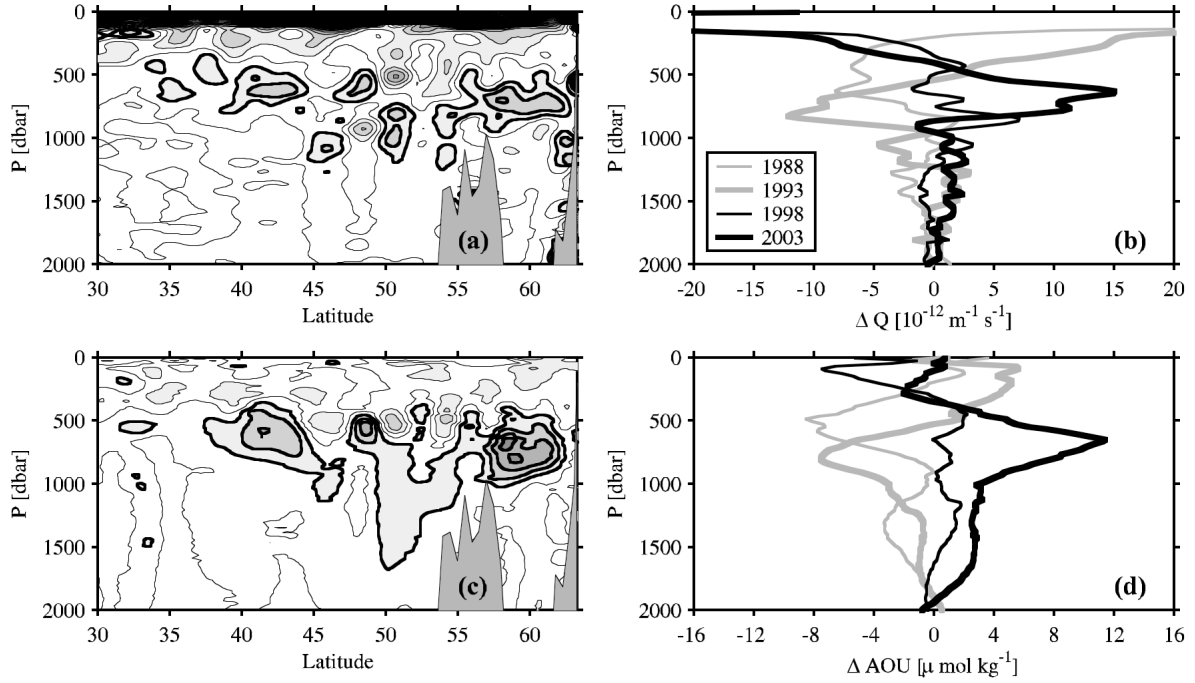 0
500
1000
1500
2000
P [dbar]
30 35 40 45 50 55 60
Latitude
(a)
0
500
1000
1500
2000
P [dbar]
-20 -15 -10 -5 0 5 10 15 20
Δ Q [10⁻¹² m⁻¹ s⁻¹]
1988
1993
1998
2003
(b)
0
500
1000
1500
2000
P [dbar]
30 35 40 45 50 55 60
Latitude
(c)
0
500
1000
1500
2000
P [dbar]
-16 -12 -8 -4 0 4 8 12 16
Δ AOU [μ mol kg⁻¹]
(d)